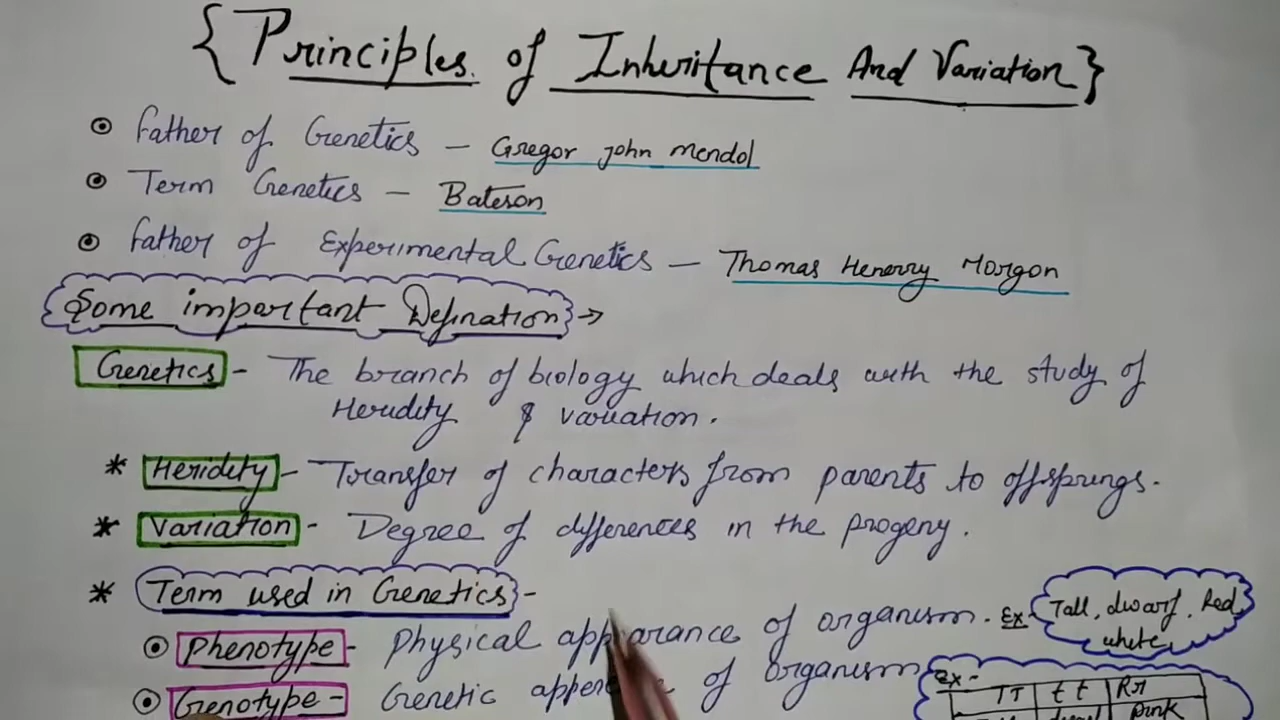 { Principles of Inheritance And Variation }
Father of Genetics - Gregor John Mendol
Term Genetics - Bateson
Father of Experimental Genetics - Thomas Henerry Morgon
Some important Defination →
Genetics - The branch of biology which deals with the study of
Heridity & variation.
* Heridety - Transfer of characters from parents to offsprings.
* Variation - Degree of differences in the progeny.
* Term used in Genetics -
Phenotype - Physical apparance of organism. Ex Tall, dwarf, Red,
white
Genotype - Genetic of organism Ex -
TT tt Rr
Pink